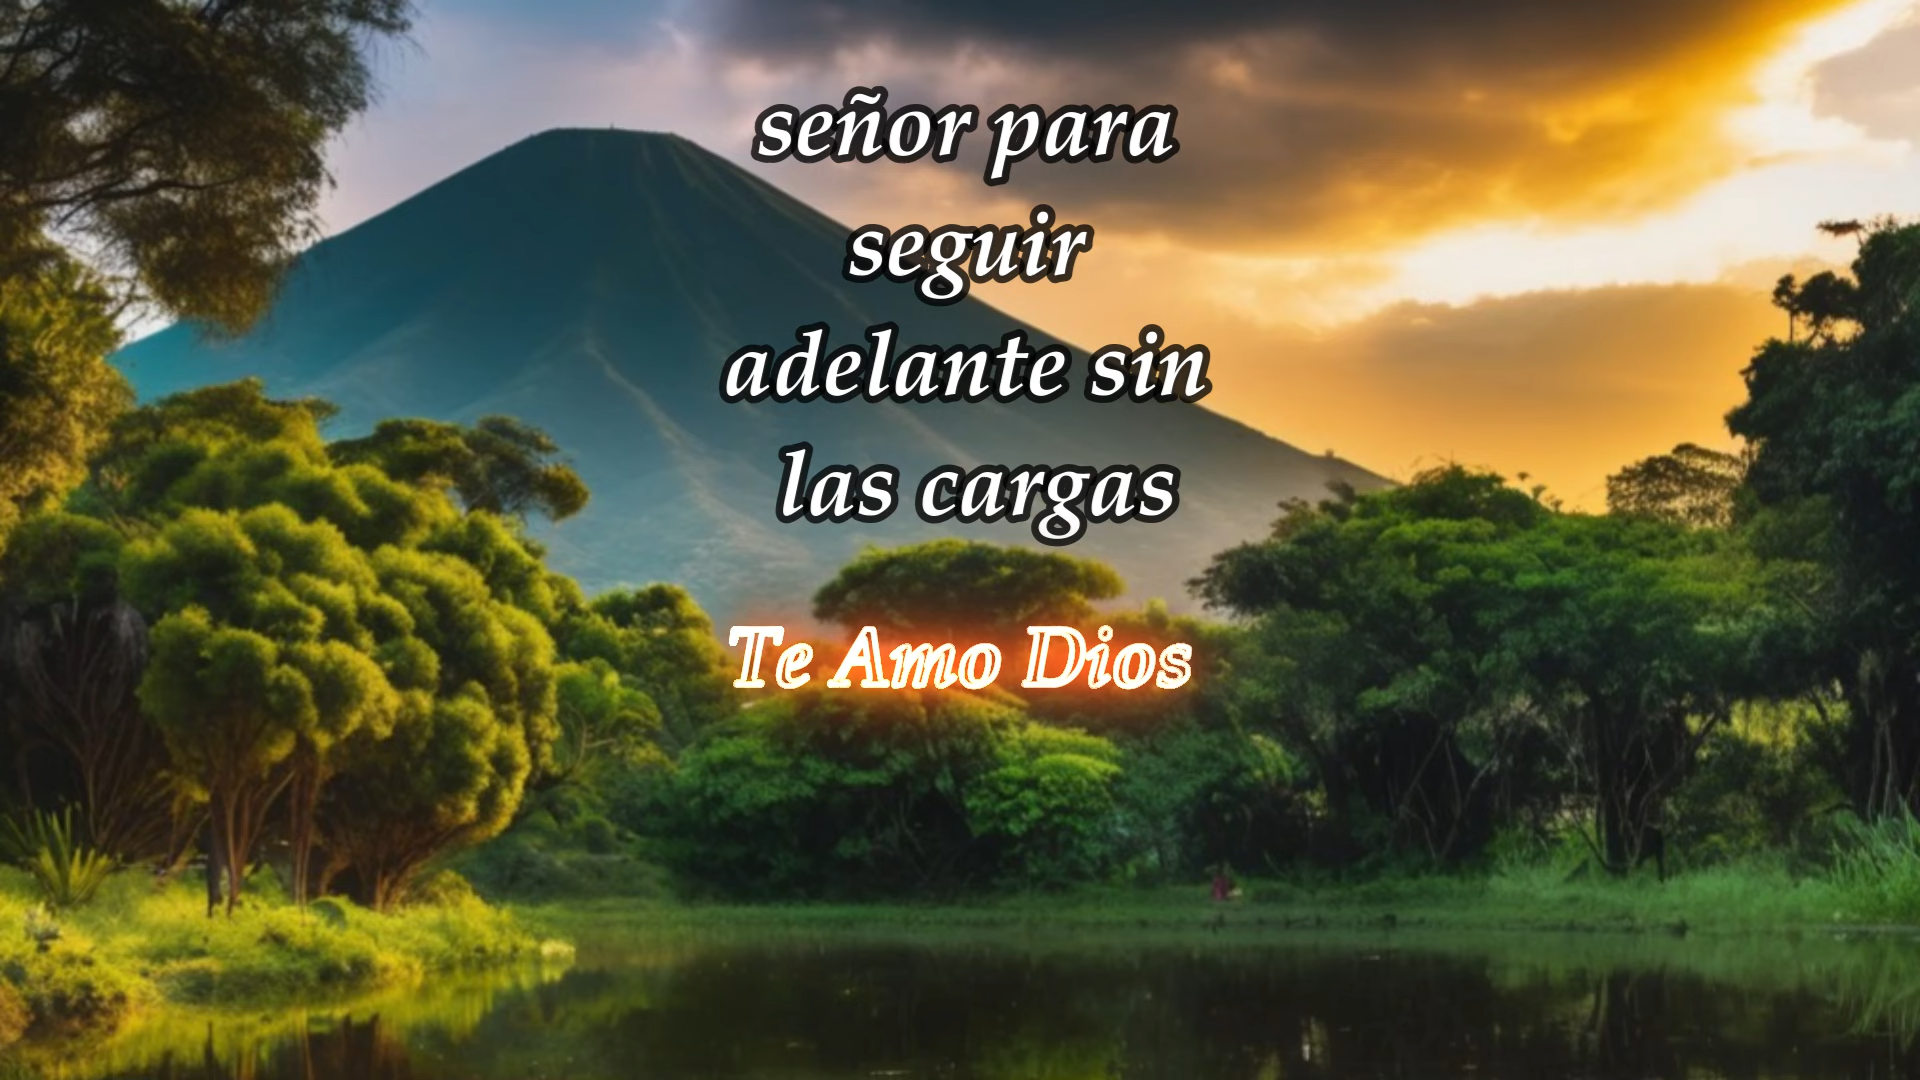 señor para
seguir
adelante sin
las cargas
Te Amo Dios